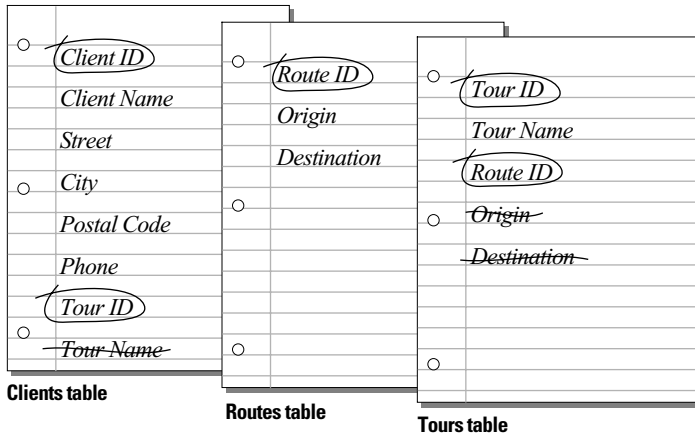 Client ID
Client Name
Street
City
Postal Code
Phone
Tour ID
Tour Name
Clients table
Route ID
Origin
Destination
Routes table
Tour ID
Tour Name
Route ID
Origin
Destination
Tours table